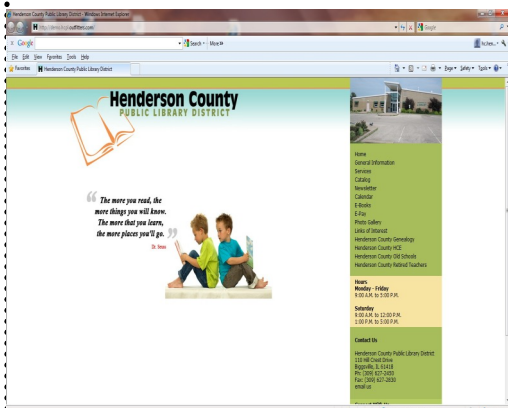 Henderson County Public Library District - Windows Internet Explorer
Google
Google
Search
More »
File Edit View Favorites Tools Help
Favorites
Henderson County Public Library District
Page
Safety
Tools
Henderson County
PUBLIC LIBRARY DISTRICT
“ The more you read, the
more things you will know.
The more that you learn,
the more places you'll go. ”
Dr. Seuss
Home
General Information
Services
Catalog
Newsletter
Calendar
E-Books
E-Pay
Photo Gallery
Links of Interest
Henderson County Genealogy
Henderson County HCE
Henderson County Old Schools
Henderson County Retired Teachers
Hours
Monday - Friday
9:00 A.M. to 5:00 P.M.
Saturday
9:00 A.M. to 12:00 P.M.
1:00 P.M. to 3:00 P.M.
Contact Us
Henderson County Public Library District
110 Hill Crest Drive
Biggsville, IL 61418
Ph: (309) 627-2450
Fax: (309) 627-2830
email us